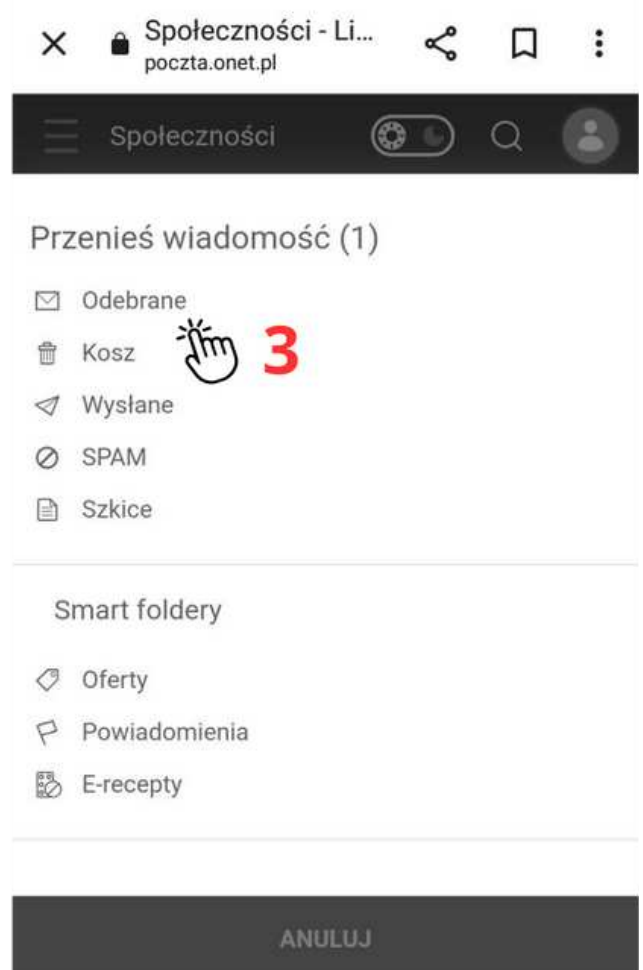 Społeczności - Li...
poczta.onet.pl
Społeczności
Przenieś wiadomość (1)
Odebrane
Kosz
3
Wysłane
SPAM
Szkice
Smart foldery
Oferty
Powiadomienia
E-recepty
ANULUJ